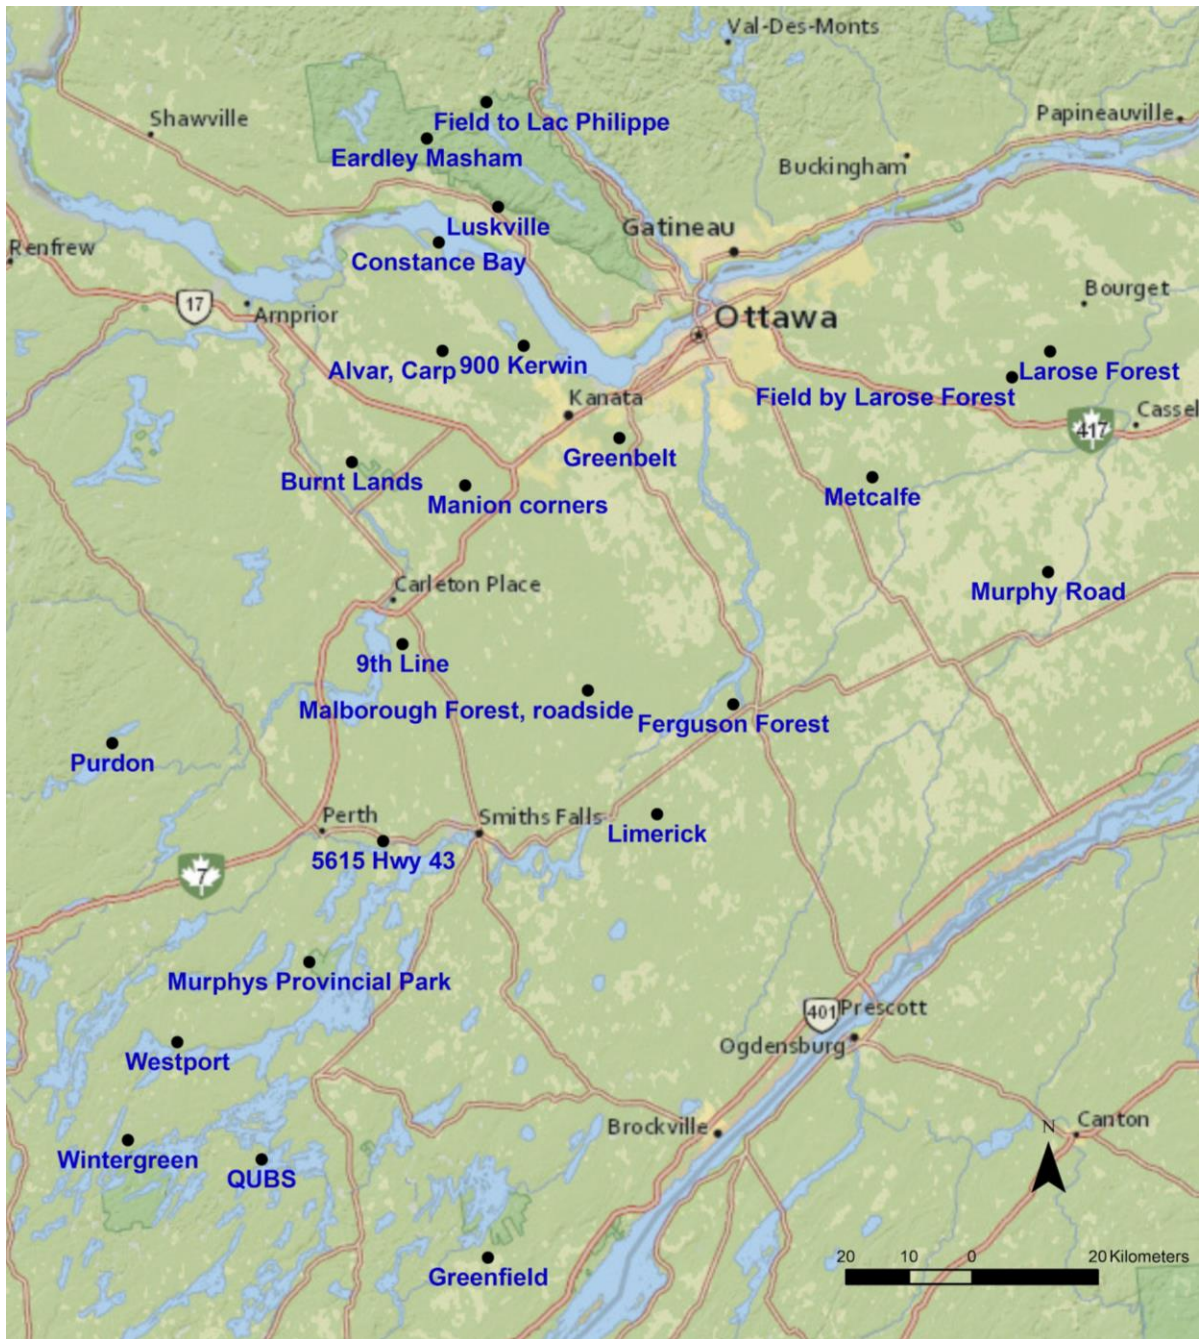 Val-Des-Monts
Shawville
Field to Lac Philippe
Papineauville
Eardley Masham
Buckingham
Luskville
Gatineau
Renfrew
Constance Bay
17
Arnprior
Bourget
Ottawa
Alvar, Carp
900 Kerwin
Larose Forest
Kanata
Field by Larose Forest
Cassel
417
Greenbelt
Burnt Lands
Manion corners
Metcalfe
Carleton Place
Murphy Road
9th Line
Malborough Forest, roadside
Ferguson Forest
Purdon
Perth
Smiths Falls
Limerick
5615 Hwy 43
7
Murphys Provincial Park
401
Prescott
Ogdensburg
Westport
Brockville
N
Canton
Wintergreen
QUBS
20 10 0 20 Kilometers
Greenfield